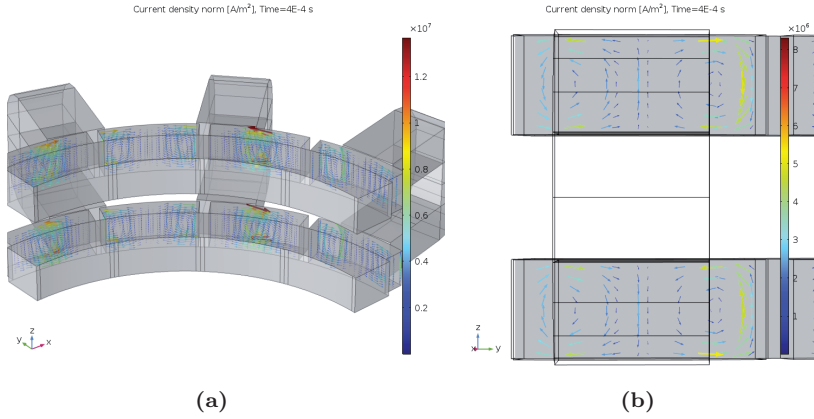 Current density norm [A/m²], Time=4E-4 s
×10⁷
1.2
1
0.8
0.6
0.4
0.2
z
y
x
(a)
Current density norm [A/m²], Time=4E-4 s
×10⁶
8
7
6
5
4
3
2
1
z
x
y
(b)